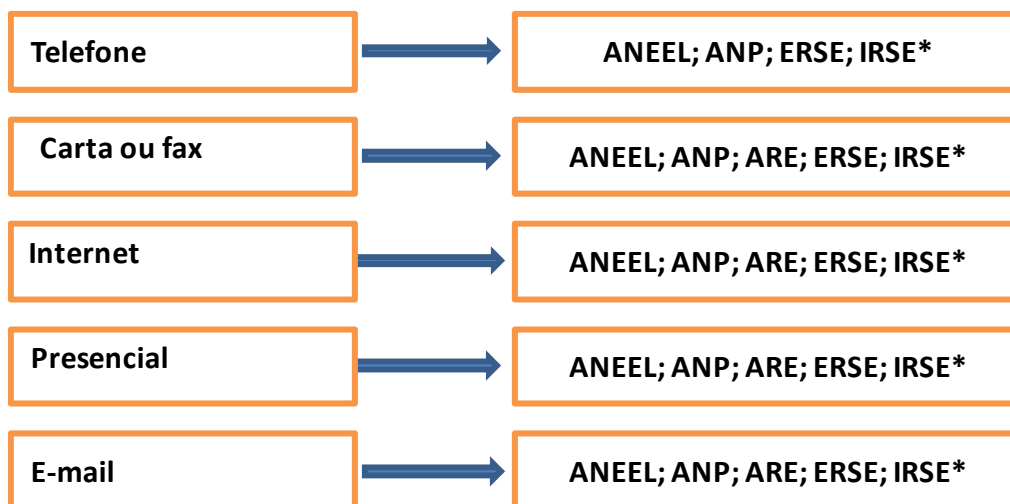 Telefone
ANEEL; ANP; ERSE; IRSE*
Carta ou fax
ANEEL; ANP; ARE; ERSE; IRSE*
Internet
ANEEL; ANP; ARE; ERSE; IRSE*
Presencial
ANEEL; ANP; ARE; ERSE; IRSE*
E-mail
ANEEL; ANP; ARE; ERSE; IRSE*